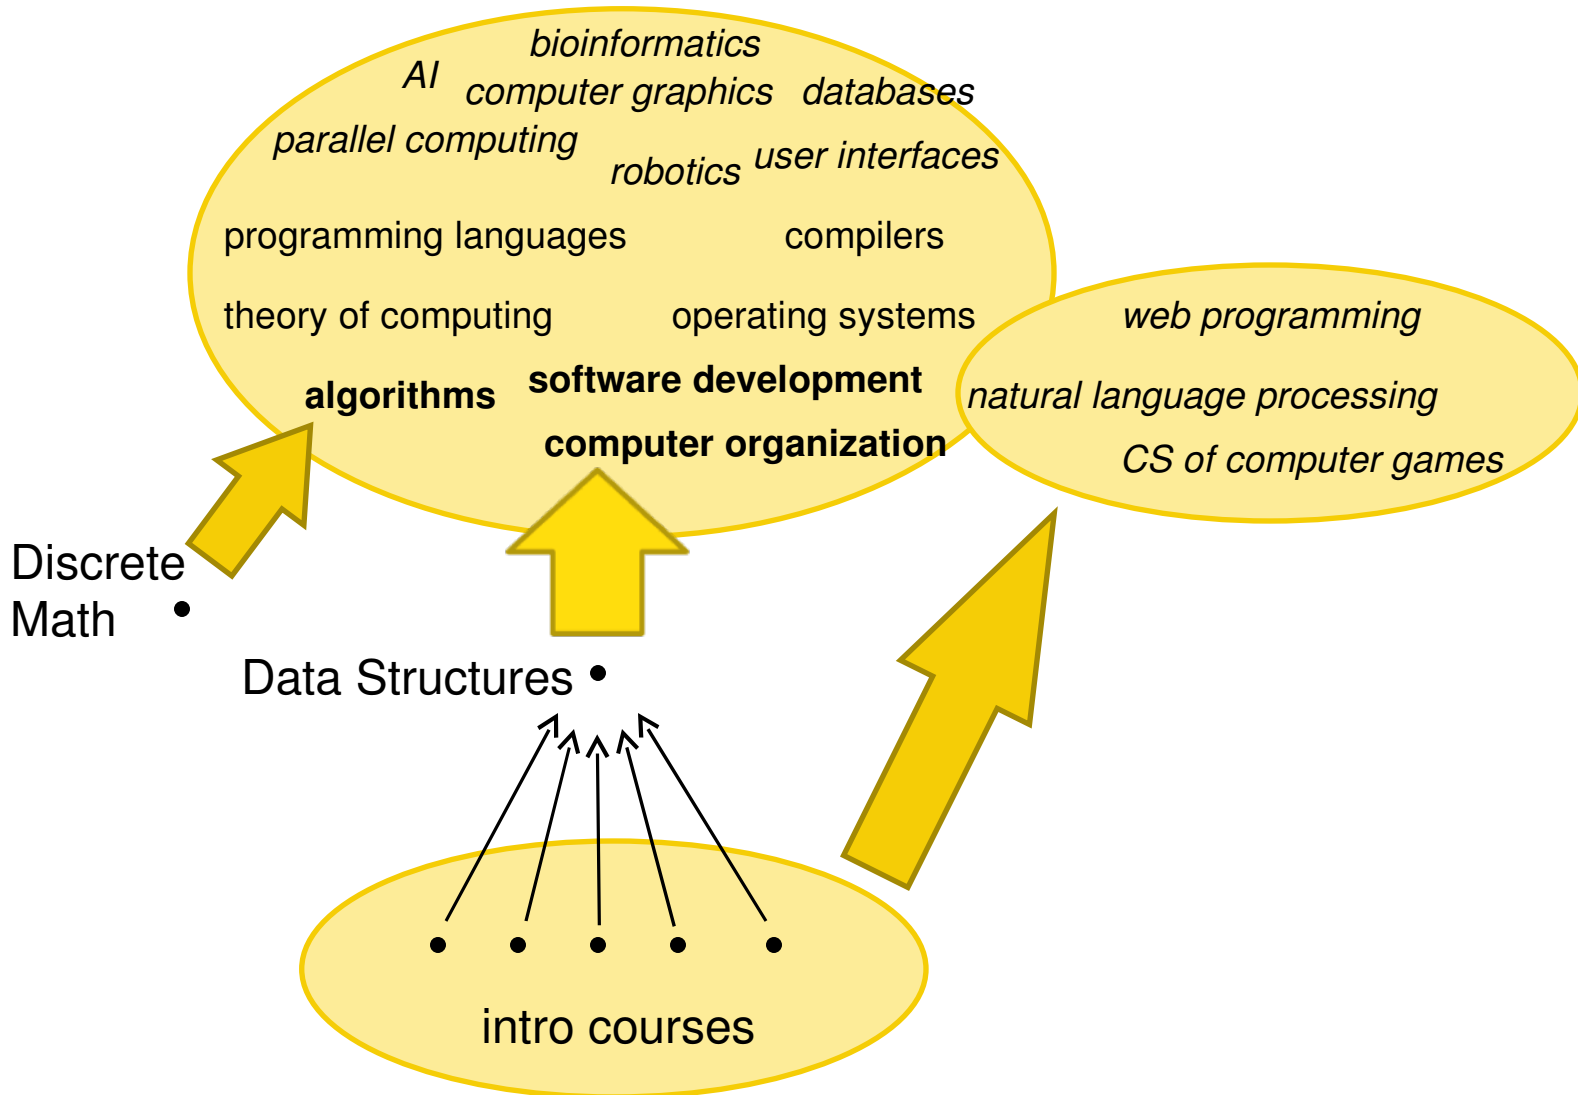 bioinformatics
AI
computer graphics
databases
parallel computing
robotics
user interfaces
programming languages
compilers
theory of computing
operating systems
algorithms
software development
computer organization
web programming
natural language processing
CS of computer games
Discrete
Math
Data Structures
intro courses